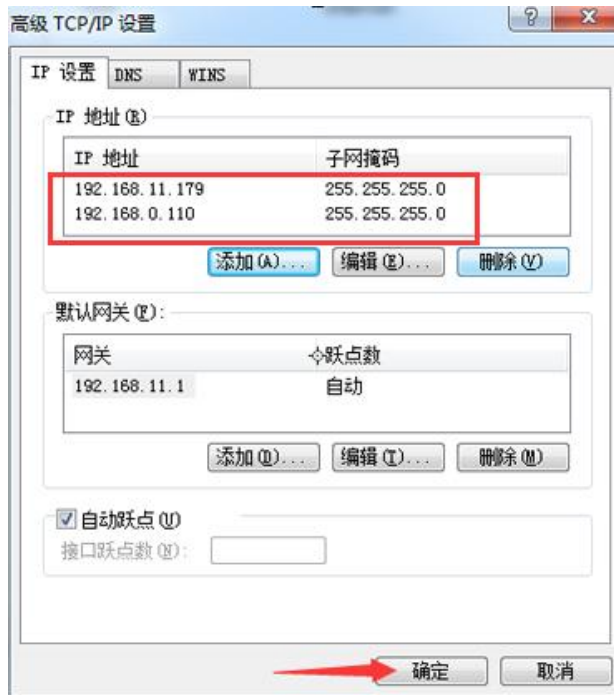 高级 TCP/IP 设置
IP 设置 DNS WINS
IP 地址(R)
IP 地址 子网掩码
192.168.11.179 255.255.255.0
192.168.0.110 255.255.255.0
添加(A)... 编辑(E)... 删除(V)
默认网关(F):
网关 跃点数
192.168.11.1 自动
添加(D)... 编辑(T)... 删除(M)
自动跃点(U)
接口跃点数(N):
确定 取消